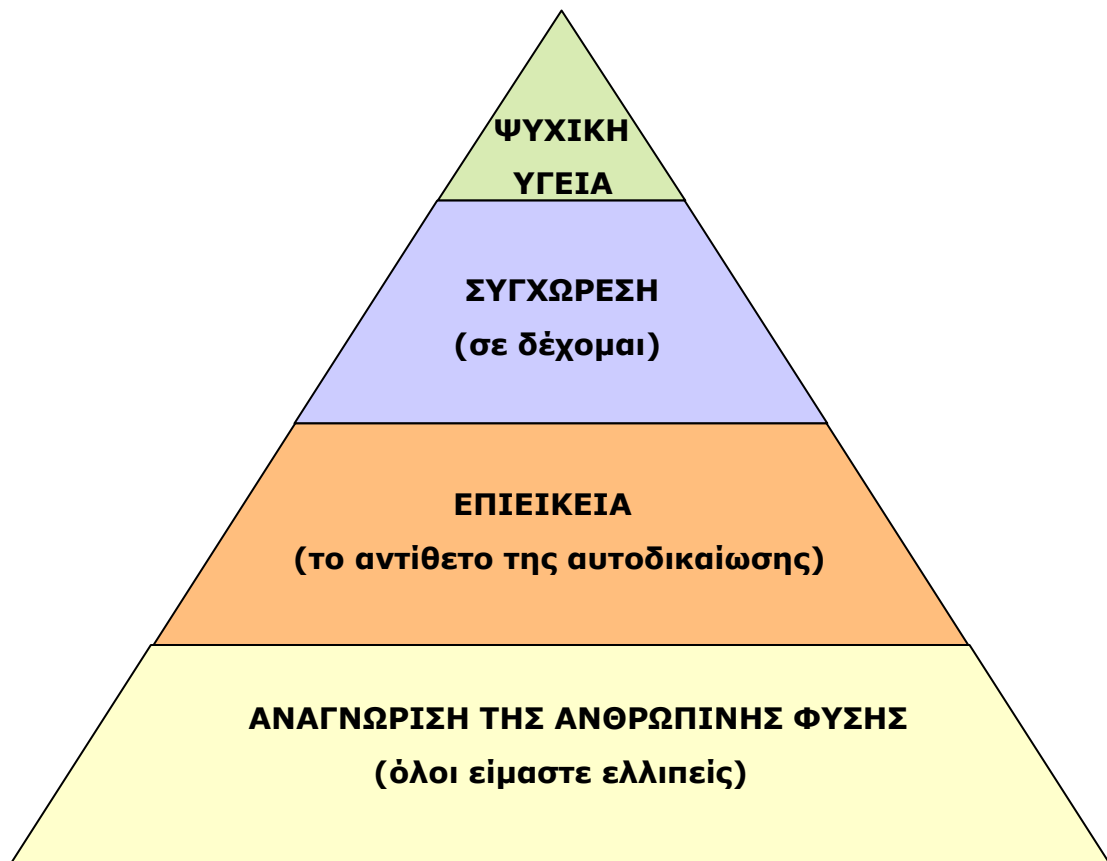 ΨΥΧΙΚΗ
ΥΓΕΙΑ
ΣΥΓΧΩΡΕΣΗ
(σε δέχομαι)
ΕΠΙΕΙΚΕΙΑ
(το αντίθετο της αυτοδικαίωσης)
ΑΝΑΓΝΩΡΙΣΗ ΤΗΣ ΑΝΘΡΩΠΙΝΗΣ ΦΥΣΗΣ
(όλοι είμαστε ελλιπείς)